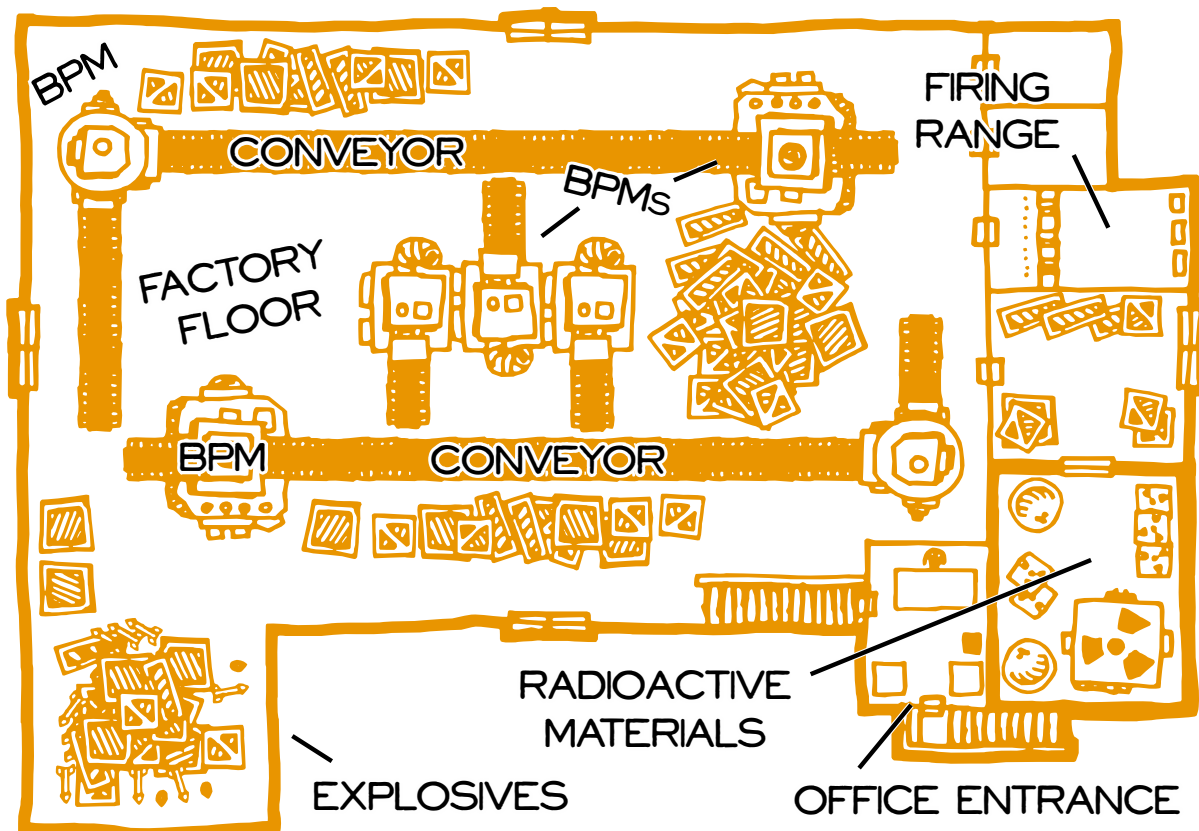 BPM
FIRING
RANGE
CONVEYOR
BPMs
FACTORY
FLOOR
BPM
CONVEYOR
RADIOACTIVE
MATERIALS
EXPLOSIVES
OFFICE ENTRANCE